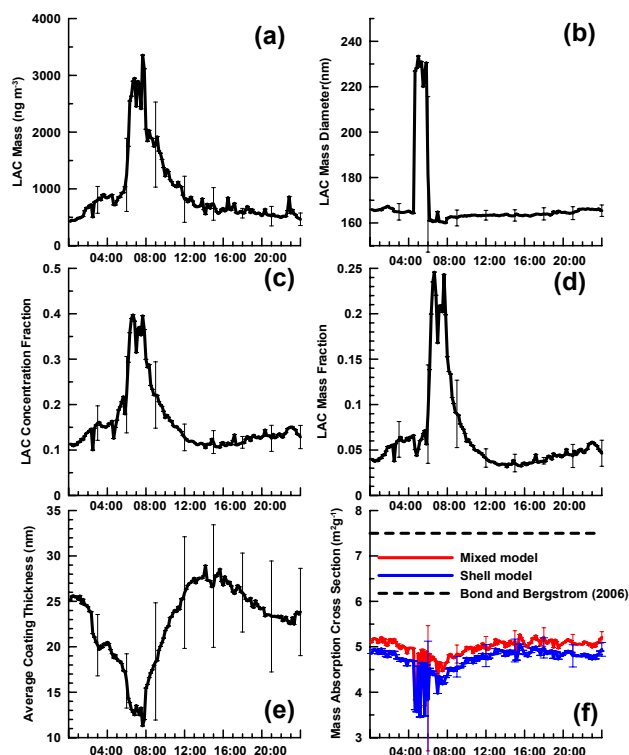 (a)
LAC Mass (ng m-3)
4000
3000
2000
1000
0
04:00 08:00 12:00 16:00 20:00
(b)
LAC Mass Diameter(nm)
240
220
200
180
160
04:00 08:00 12:00 16:00 20:00
(c)
LAC Concentration Fraction
0.5
0.4
0.3
0.2
0.1
0
04:00 08:00 12:00 16:00 20:00
(d)
LAC Mass Fraction
0.25
0.20
0.15
0.10
0.05
0.00
04:00 08:00 12:00 16:00 20:00
(e)
Average Coating Thickness (nm)
35
30
25
20
15
10
04:00 08:00 12:00 16:00 20:00
(f)
Mass Absorption Cross Section (m2g-1)
8
7
6
5
4
3
Mixed model
Shell model
Bond and Bergstrom (2006)
04:00 08:00 12:00 16:00 20:00